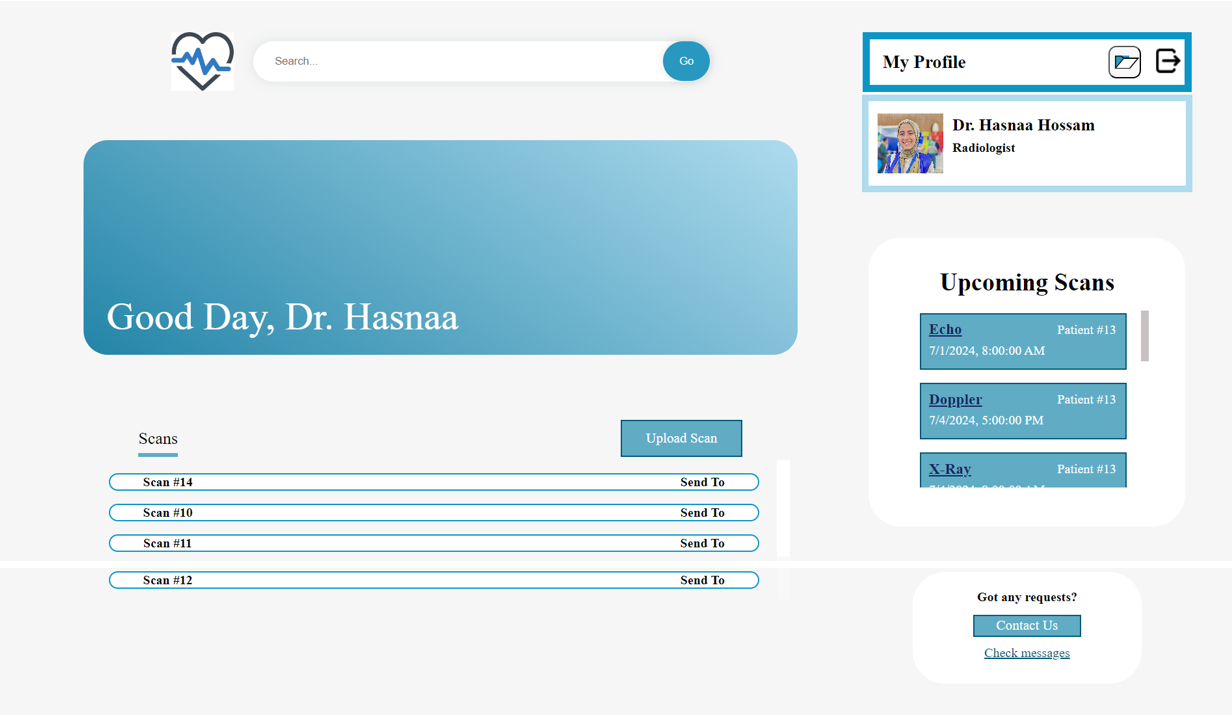 Search...
Go
My Profile
Dr. Hasnaa Hossam
Radiologist
Good Day, Dr. Hasnaa
Upcoming Scans
Echo Patient #13
7/1/2024, 8:00:00 AM
Doppler Patient #13
7/4/2024, 5:00:00 PM
X-Ray Patient #13
Scans
Upload Scan
Scan #14 Send To
Scan #10 Send To
Scan #11 Send To
Scan #12 Send To
Got any requests?
Contact Us
Check messages